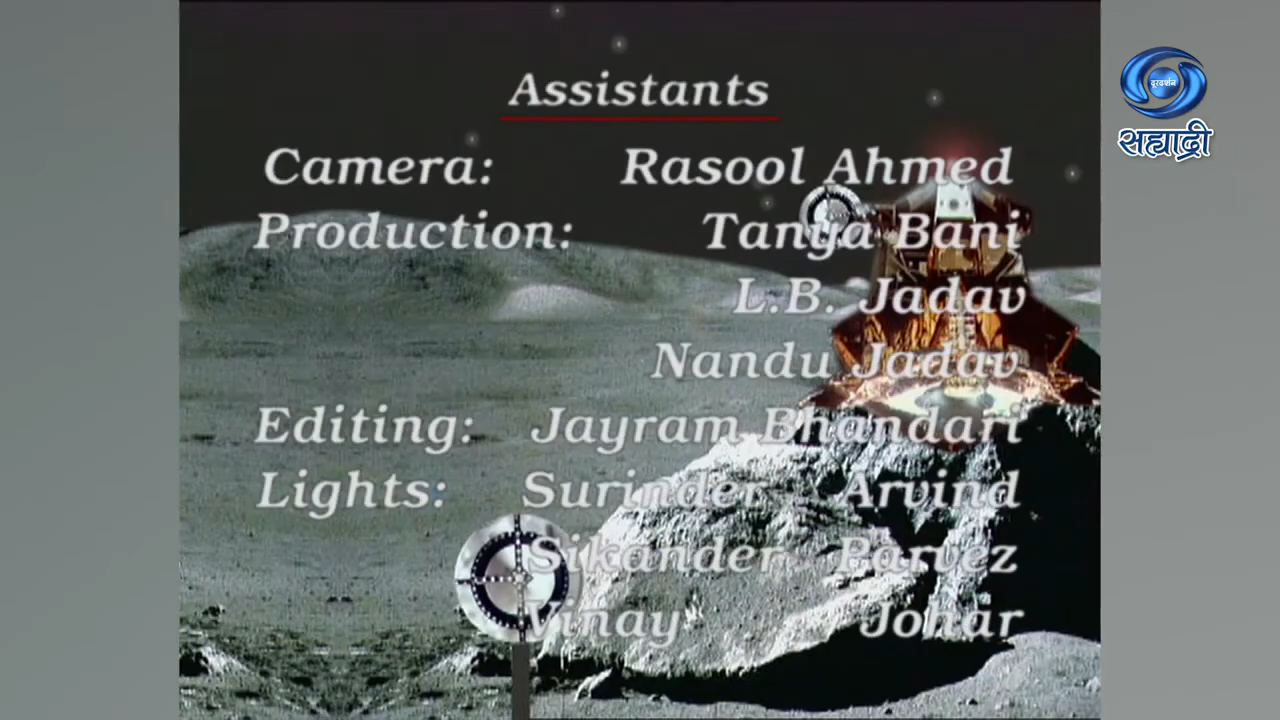 Assistants
Camera: Rasool Ahmed
Production: Tanya Bani
L.B. Jadav
Nandu Jadav
Editing: Jayram Bhandari
Lights: Surinder Arvind
Sikander Parvez
Vinay Johar
दूरदर्शन
सह्याद्री